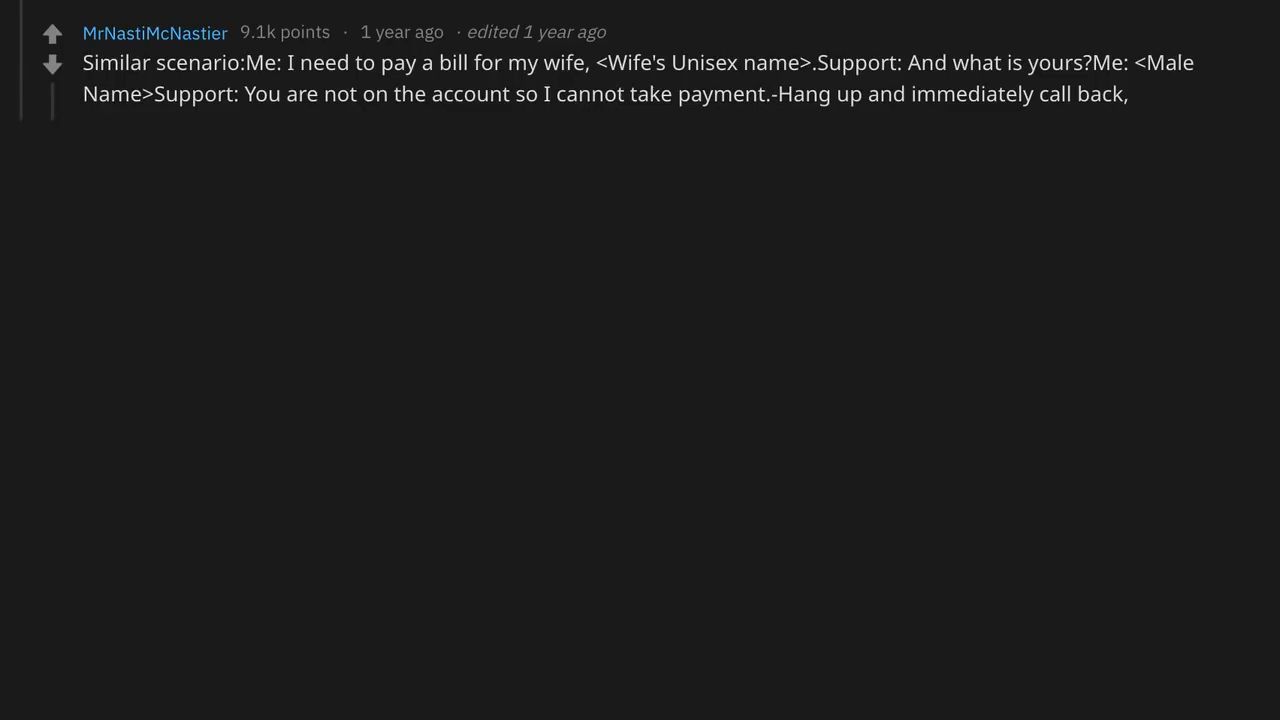 MrNastiMcNastier 9.1k points · 1 year ago · edited 1 year ago
Similar scenario:Me: I need to pay a bill for my wife, <Wife's Unisex name>.Support: And what is yours?Me: <Male
Name>Support: You are not on the account so I cannot take payment.-Hang up and immediately call back,